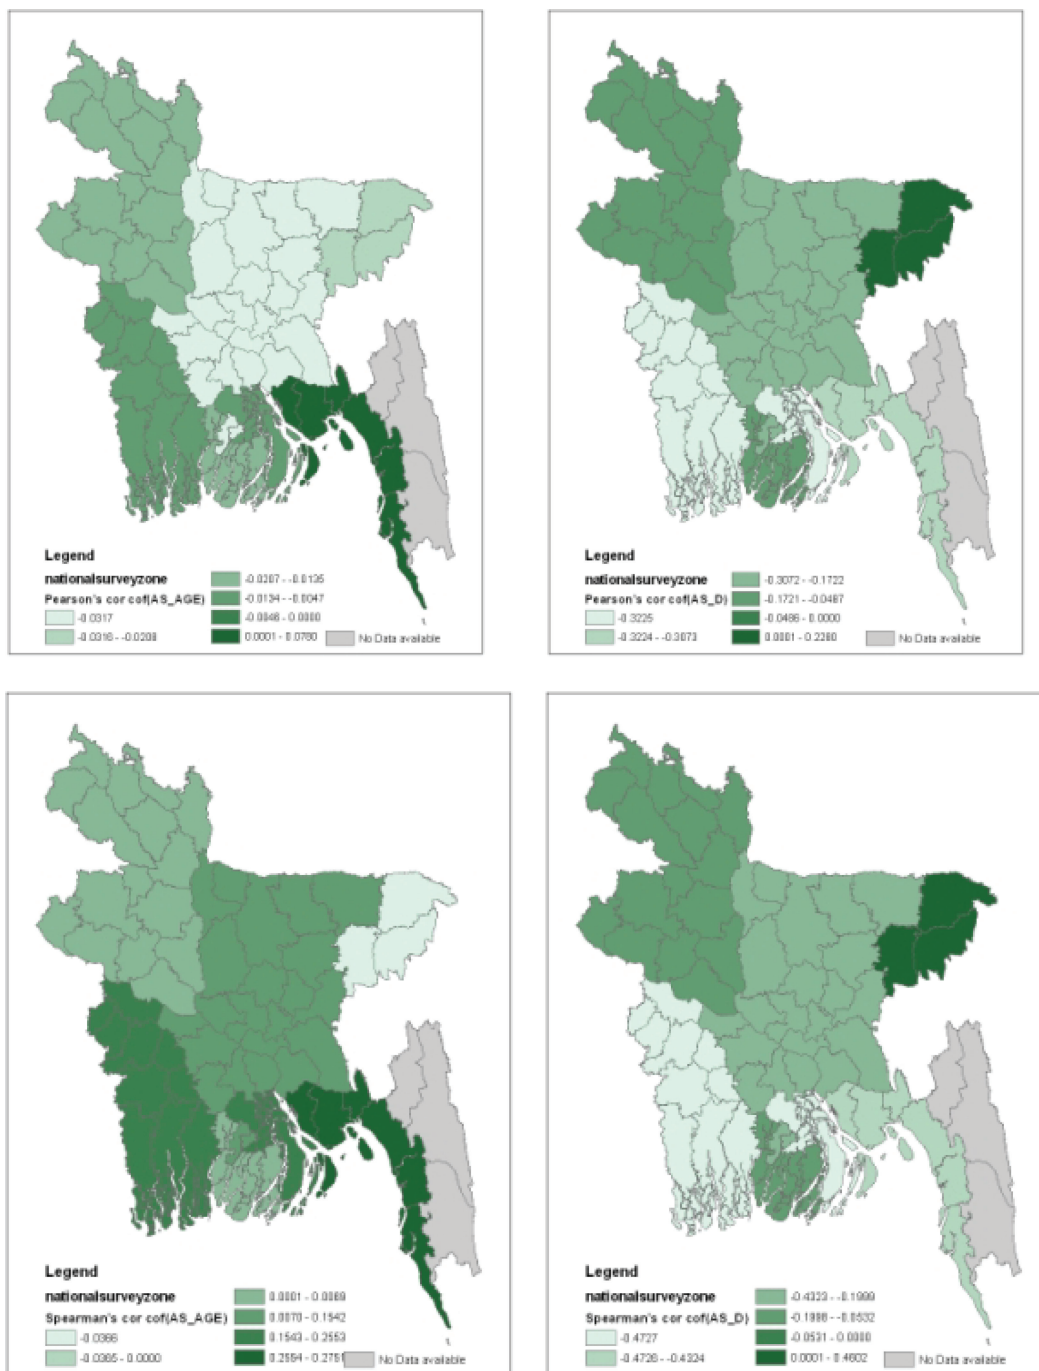 Legend
nationalsurveyzone
Pearson's cor cof(AS_AGE)
-0.0317
-0.0316 - -0.0208
-0.0207 - -0.0135
-0.0134 - -0.0047
-0.0046 - 0.0000
0.0001 - 0.0780
No Data available
Legend
nationalsurveyzone
Pearson's cor cof(AS_D)
-0.3225
-0.3224 - -0.3073
-0.3072 - -0.1722
-0.1721 - -0.0487
-0.0486 - 0.0000
0.0001 - 0.2280
No Data available
Legend
nationalsurveyzone
Spearman's cor cof(AS_AGE)
-0.0366
-0.0365 - 0.0000
0.0001 - 0.0069
0.0070 - 0.1542
0.1543 - 0.2553
0.2554 - 0.2751
No Data available
Legend
nationalsurveyzone
Spearman's cor cof(AS_D)
-0.4727
-0.4726 - -0.4324
-0.4323 - -0.1999
-0.1998 - -0.0532
-0.0531 - 0.0000
0.0001 - 0.4602
No Data available